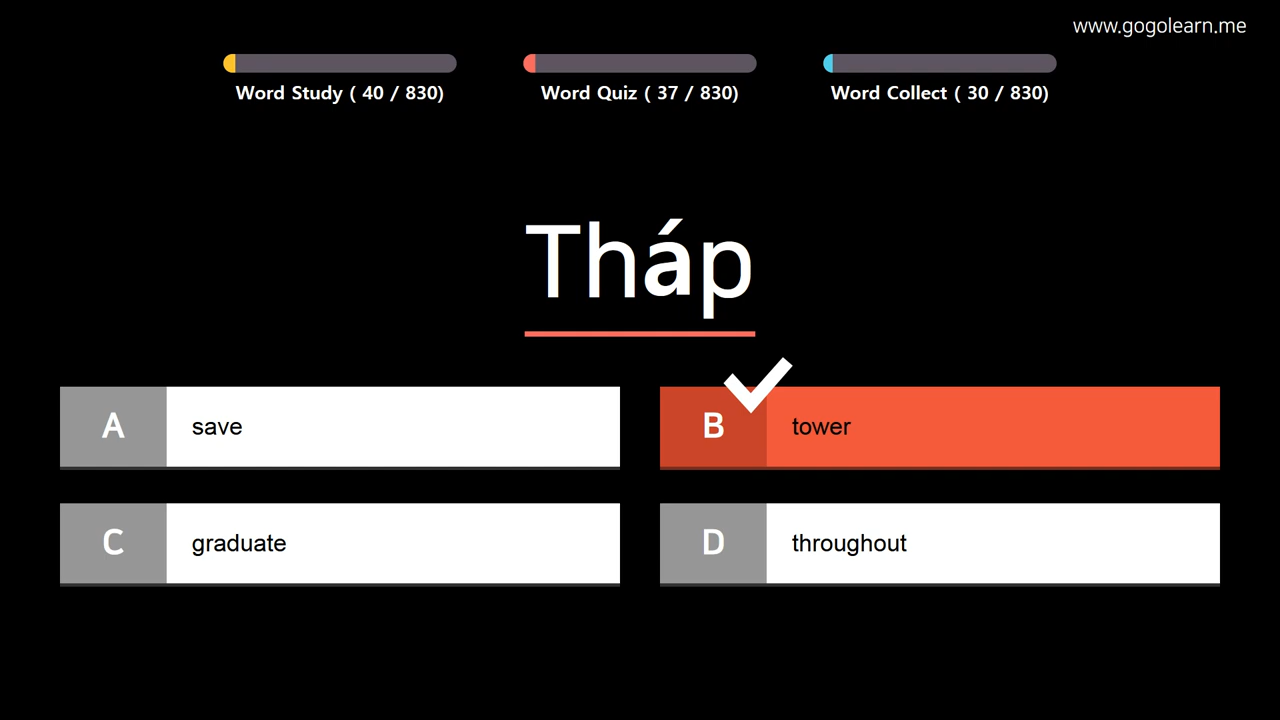 www.gogolearn.me
Word Study ( 40 / 830)
Word Quiz ( 37 / 830)
Word Collect ( 30 / 830)
Tháp
A save
B tower
C graduate
D throughout